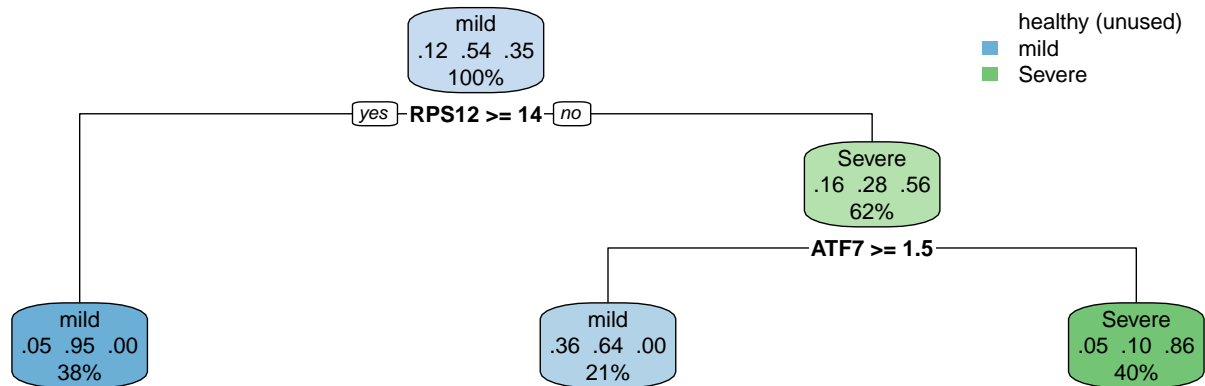 mild
.12 .54 .35
100%
healthy (unused)
mild
Severe
yes RPS12 >= 14 no
Severe
.16 .28 .56
62%
ATF7 >= 1.5
mild
.05 .95 .00
38%
mild
.36 .64 .00
21%
Severe
.05 .10 .86
40%